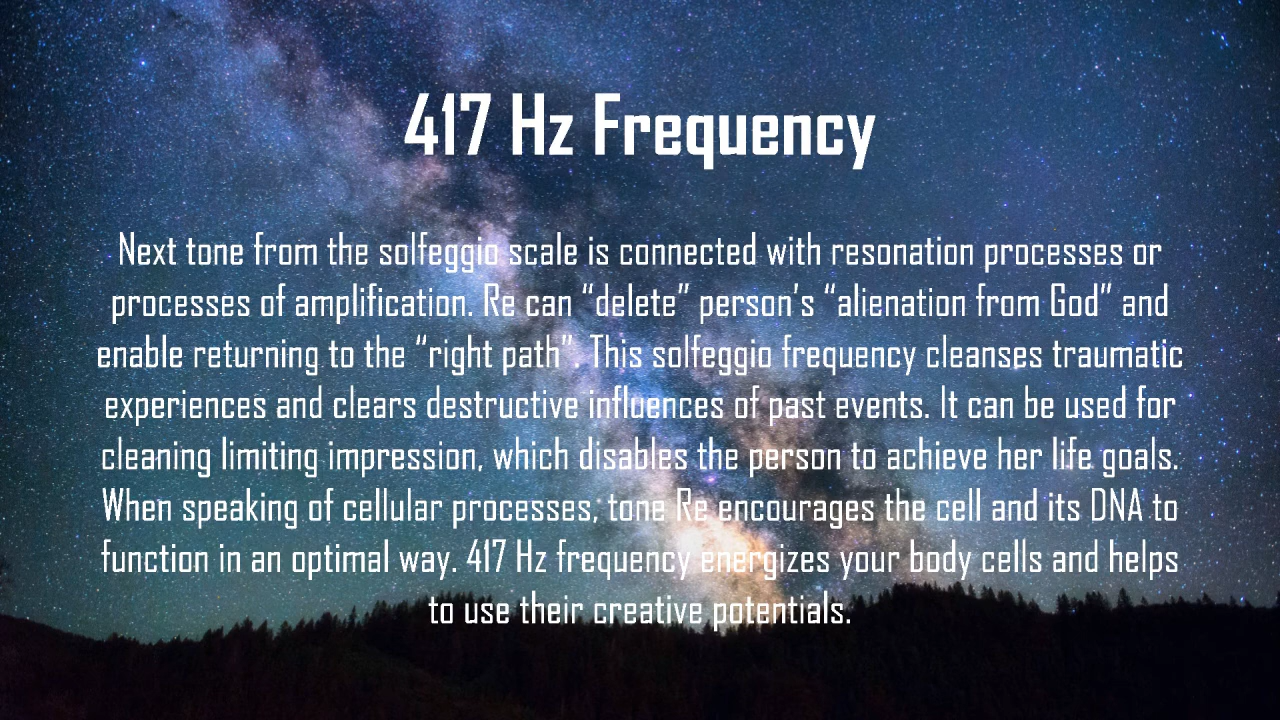 417 Hz Frequency
Next tone from the solfeggio scale is connected with resonation processes or
processes of amplification. Re can “delete” person’s “alienation from God” and
enable returning to the “right path”. This solfeggio frequency cleanses traumatic
experiences and clears destructive influences of past events. It can be used for
cleaning limiting impression, which disables the person to achieve her life goals.
When speaking of cellular processes, tone Re encourages the cell and its DNA to
function in an optimal way. 417 Hz frequency energizes your body cells and helps
to use their creative potentials.